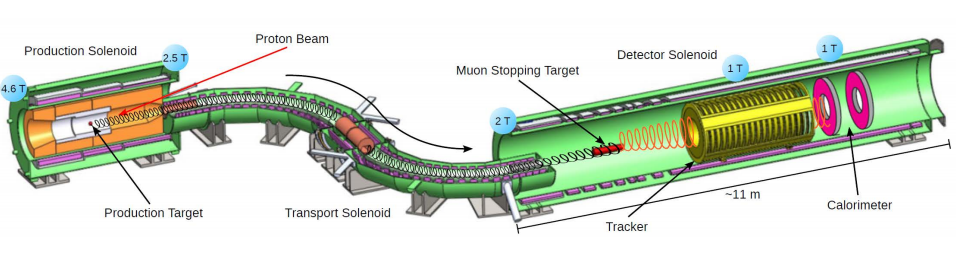 Production Solenoid
Proton Beam
4.6 T
2.5 T
Production Target
Transport Solenoid
Muon Stopping Target
2 T
Detector Solenoid
1 T
1 T
Tracker
~11 m
Calorimeter